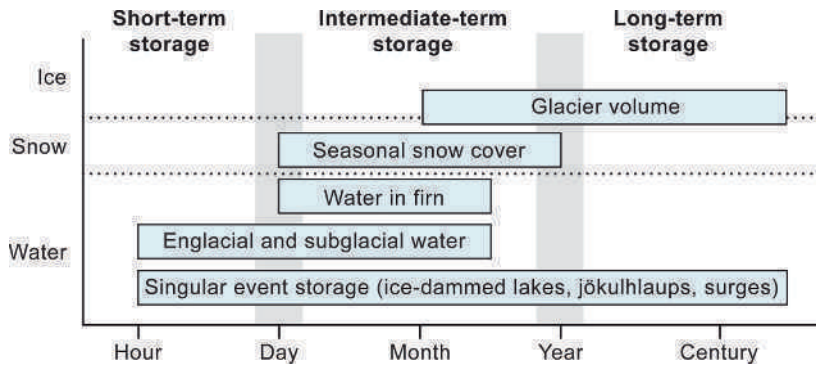 Short-term
storage
Intermediate-term
storage
Long-term
storage
Ice
Glacier volume
Snow
Seasonal snow cover
Water in firn
Englacial and subglacial water
Water
Singular event storage (ice-dammed lakes, jökulhlaups, surges)
Hour Day Month Year Century